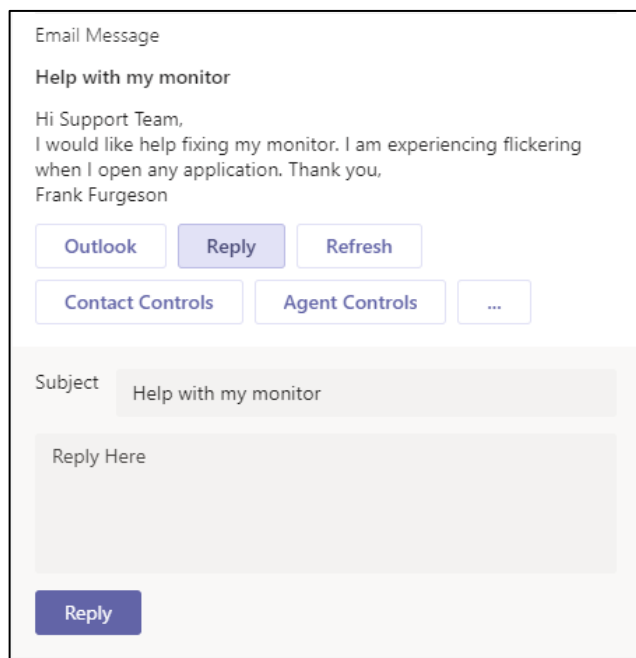 Email Message
Help with my monitor
Hi Support Team,
I would like help fixing my monitor. I am experiencing flickering
when I open any application. Thank you,
Frank Furgeson
Outlook Reply Refresh
Contact Controls Agent Controls ...
Subject Help with my monitor
Reply Here
Reply